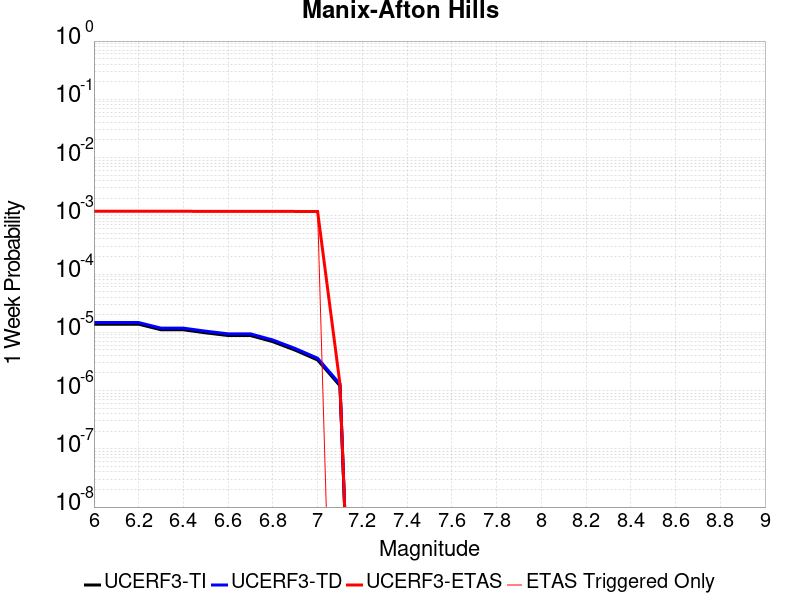 Manix-Afton Hills
10^0
10^-1
10^-2
10^-3
10^-4
10^-5
10^-6
10^-7
10^-8
1 Week Probability
6 6.2 6.4 6.6 6.8 7 7.2 7.4 7.6 7.8 8 8.2 8.4 8.6 8.8 9
Magnitude
UCERF3-TI UCERF3-TD UCERF3-ETAS ETAS Triggered Only